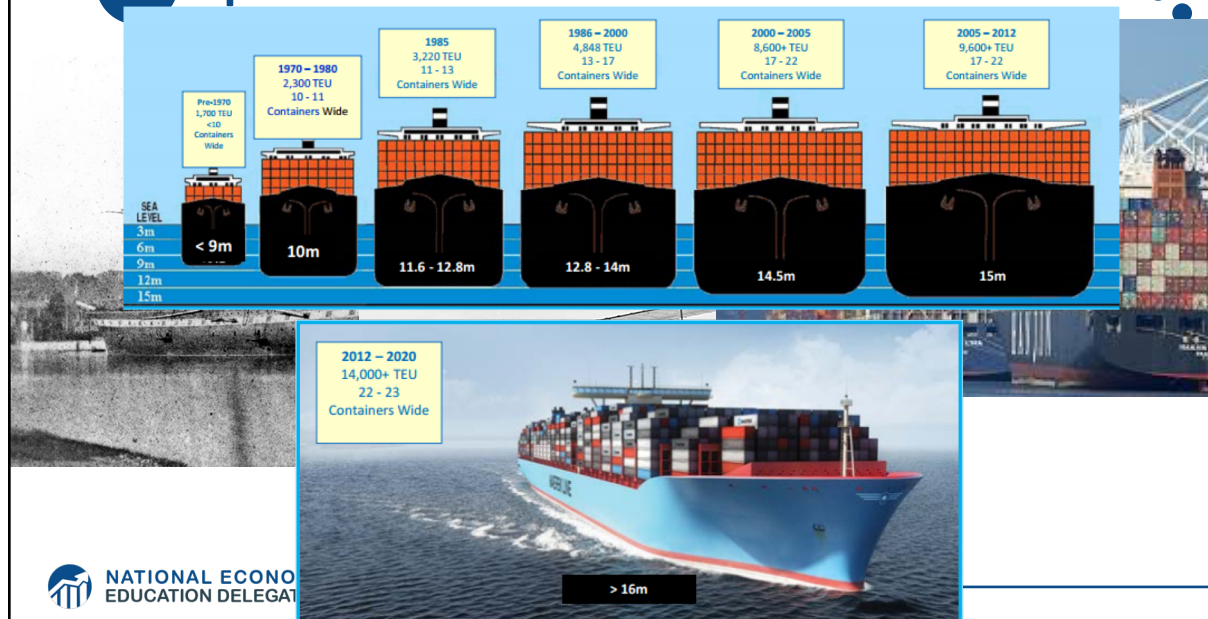 Pre-1970
1,700 TEU
<10
Containers
Wide
1970 – 1980
2,300 TEU
10 - 11
Containers Wide
1985
3,220 TEU
11 - 13
Containers Wide
1986 – 2000
4,848 TEU
13 - 17
Containers Wide
2000 – 2005
8,600+ TEU
17 - 22
Containers Wide
2005 – 2012
9,600+ TEU
17 - 22
Containers Wide
SEA
LEVEL
3m
6m
9m
12m
15m
< 9m
10m
11.6 - 12.8m
12.8 - 14m
14.5m
15m
2012 – 2020
14,000+ TEU
22 - 23
Containers Wide
> 16m
NATIONAL ECONO
EDUCATION DELEGAT